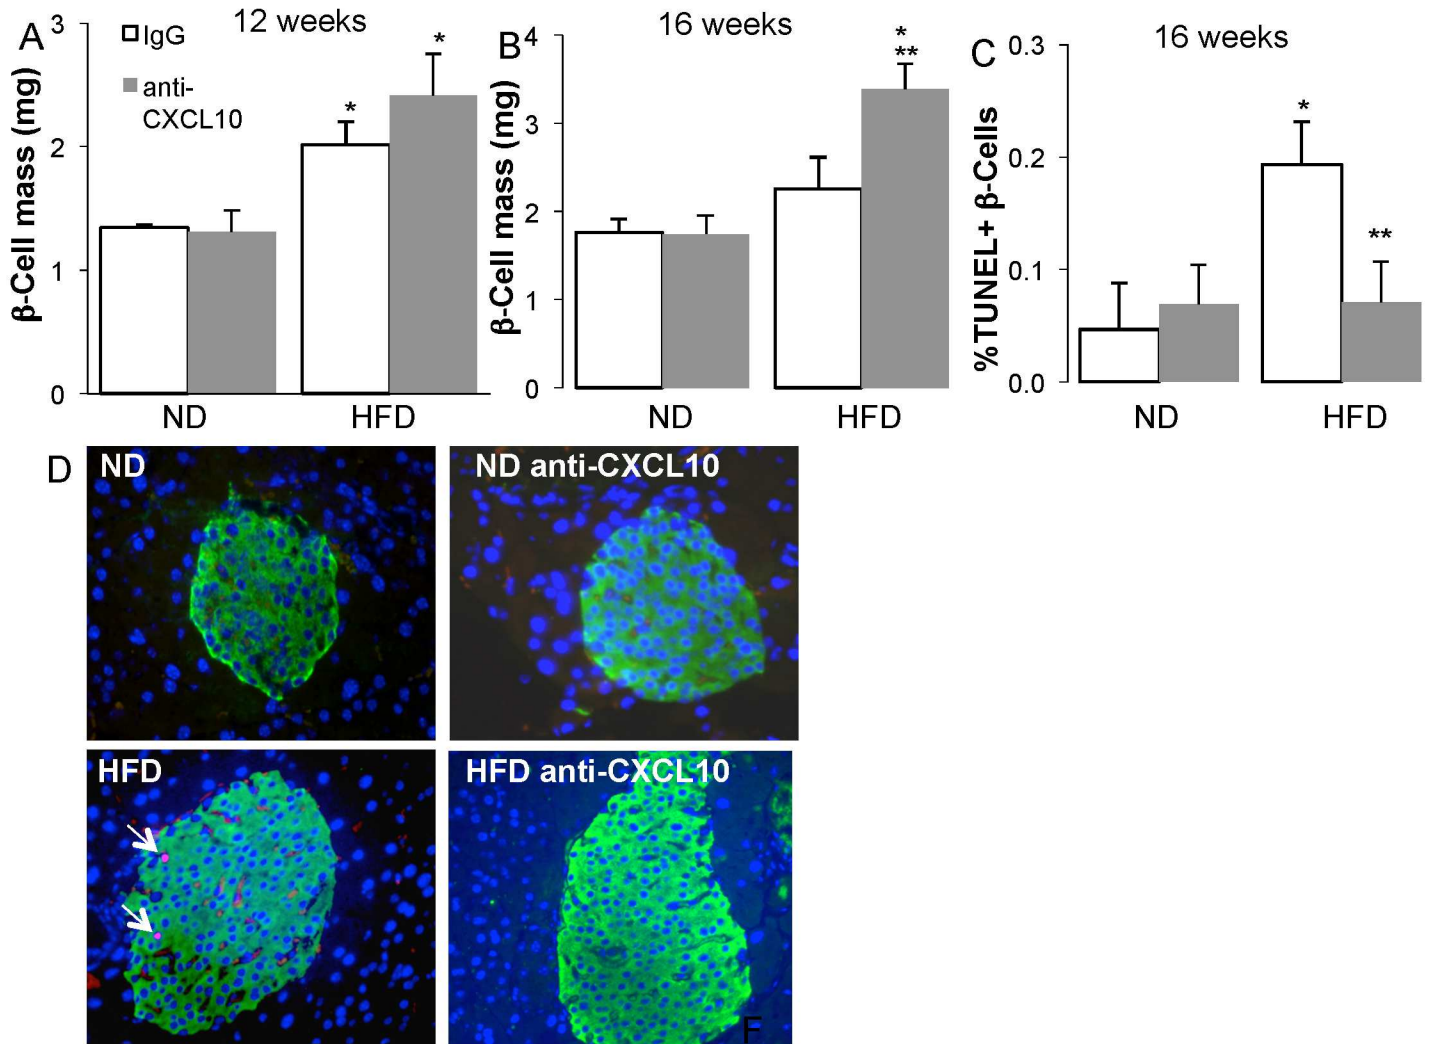 A
12 weeks
3
2
1
0
β-Cell mass (mg)
IgG
anti-
CXCL10
*
*
ND
HFD
B
16 weeks
4
3
2
1
0
β-Cell mass (mg)
*
**
ND
HFD
C
16 weeks
0.3
0.2
0.1
0.0
%TUNEL+ β-Cells
*
**
ND
HFD
D
ND
ND anti-CXCL10
HFD
HFD anti-CXCL10
F